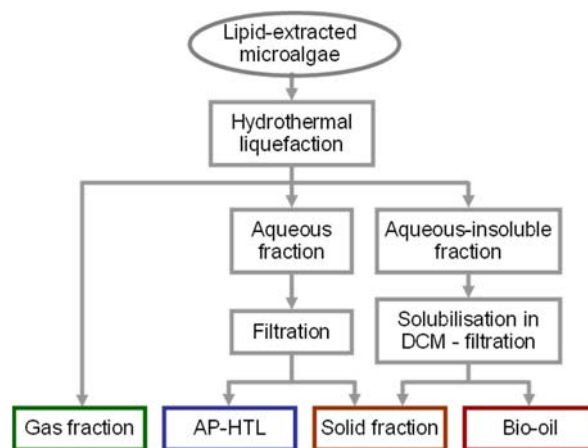 Lipid-extracted
microalgae
Hydrothermal
liquefaction
Aqueous
fraction
Aqueous-insoluble
fraction
Filtration
Solubilisation in
DCM - filtration
Gas fraction
AP-HTL
Solid fraction
Bio-oil